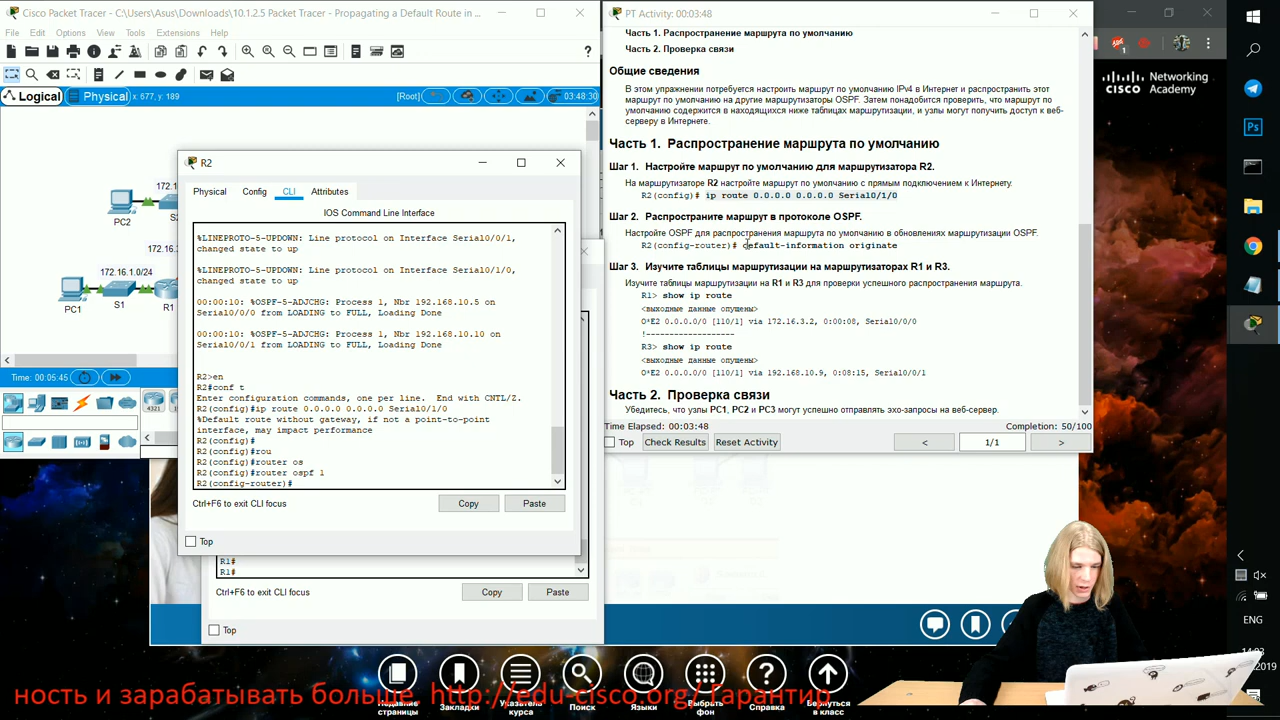 Cisco Packet Tracer - C:\Users\Asus\Downloads\10.1.2.5 Packet Tracer - Propagating a Default Route in ...
File Edit Options View Tools Extensions Help
?
Logical Physical x: 677, y: 189 [Root] 03:48:30
172.16
PC2
172.16.
S2
172.16.1.0/24
PC1
S1
R1
Time: 00:05:45
4321
R2
Physical Config CLI Attributes
IOS Command Line Interface
%LINEPROTO-5-UPDOWN: Line protocol on Interface Serial0/0/1,
changed state to up
%LINEPROTO-5-UPDOWN: Line protocol on Interface Serial0/1/0,
changed state to up
00:00:10: %OSPF-5-ADJCHG: Process 1, Nbr 192.168.10.5 on
Serial0/0/0 from LOADING to FULL, Loading Done
00:00:10: %OSPF-5-ADJCHG: Process 1, Nbr 192.168.10.10 on
Serial0/0/1 from LOADING to FULL, Loading Done
R2>en
R2#conf t
Enter configuration commands, one per line. End with CNTL/Z.
R2(config)#ip route 0.0.0.0 0.0.0.0 Serial0/1/0
%Default route without gateway, if not a point-to-point
interface, may impact performance
R2(config)#
R2(config)#rou
R2(config)#router os
R2(config)#router ospf 1
R2(config-router)#
Ctrl+F6 to exit CLI focus
Copy Paste
Top
R1#
R1#
Ctrl+F6 to exit CLI focus
Copy Paste
Top
PT Activity: 00:03:48
Часть 1. Распространение маршрута по умолчанию
Часть 2. Проверка связи
Общие сведения
В этом упражнении потребуется настроить маршрут по умолчанию IPv4 в Интернет и распространить этот
маршрут по умолчанию на другие маршрутизаторы OSPF. Затем понадобится проверить, что маршрут по
умолчанию содержится в находящихся ниже таблицах маршрутизации, и узлы могут получить доступ к веб-
серверу в Интернете.
Часть 1. Распространение маршрута по умолчанию
Шаг 1. Настройте маршрут по умолчанию для маршрутизатора R2.
На маршрутизаторе R2 настройте маршрут по умолчанию с прямым подключением к Интернету.
R2(config)# ip route 0.0.0.0 0.0.0.0 Serial0/1/0
Шаг 2. Распространите маршрут в протоколе OSPF.
Настройте OSPF для распространения маршрута по умолчанию в обновлениях маршрутизации OSPF.
R2(config-router)# default-information originate
Шаг 3. Изучите таблицы маршрутизации на маршрутизаторах R1 и R3.
Изучите таблицы маршрутизации на R1 и R3 для проверки успешного распространения маршрута.
R1> show ip route
<выходные данные опущены>
O*E2 0.0.0.0/0 [110/1] via 172.16.3.2, 0:00:08, Serial0/0/0
!-------------------
R3> show ip route
<выходные данные опущены>
O*E2 0.0.0.0/0 [110/1] via 192.168.10.9, 0:08:15, Serial0/0/1
Часть 2. Проверка связи
Убедитесь, что узлы PC1, PC2 и PC3 могут успешно отправлять эхо-запросы на веб-сервер.
Time Elapsed: 00:03:48
Completion: 50/100
Top Check Results Reset Activity < 1/1 >
cisco Networking Academy
ENG
2019
Недавние страницы
Закладки
Указатель курса
Поиск
Языки
Выбрать фон
Справка
Вернуться в класс
ность и зарабатывать больше. http://edu-cisco.org/ Гарантир